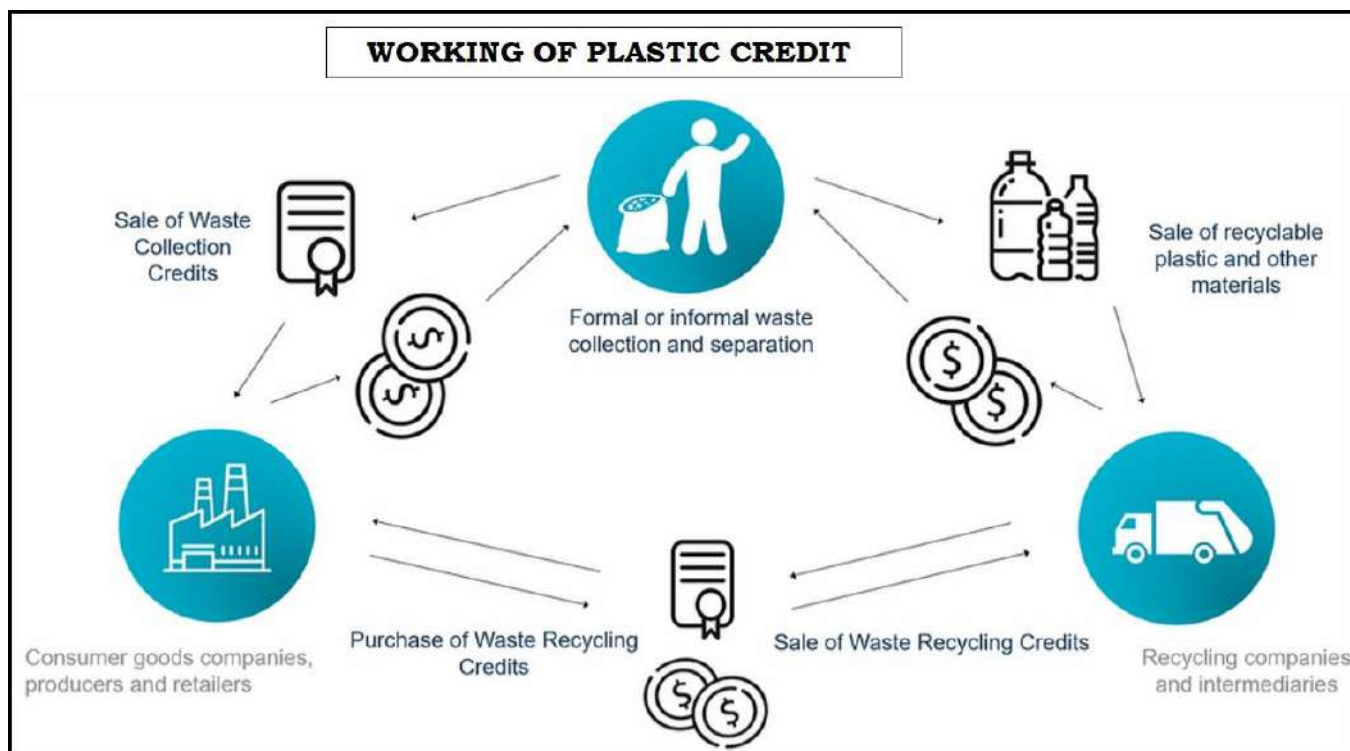 WORKING OF PLASTIC CREDIT
Sale of Waste
Collection
Credits
Formal or informal waste
collection and separation
Sale of recyclable
plastic and other
materials
Consumer goods companies,
producers and retailers
Purchase of Waste Recycling
Credits
Sale of Waste Recycling Credits
Recycling companies
and intermediaries